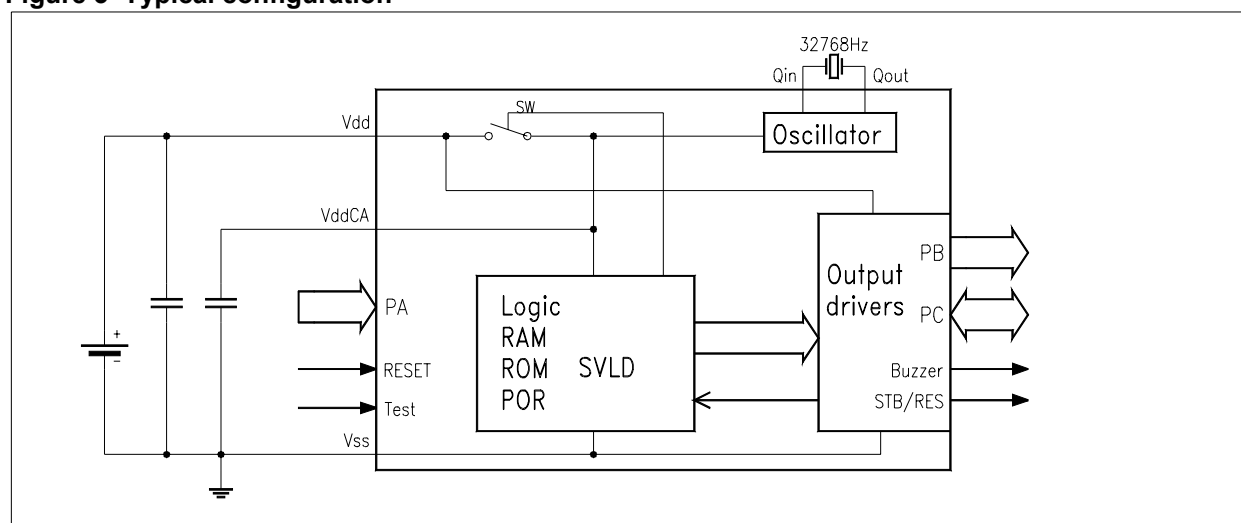 Figure 3 Typical configuration
32768Hz
Qin
Qout
SW
Vdd
Oscillator
VddCA
PB
Output
drivers
PC
PA
Logic
RAM
ROM
SVLD
POR
RESET
Buzzer
Test
STB/RES
Vss
+
-